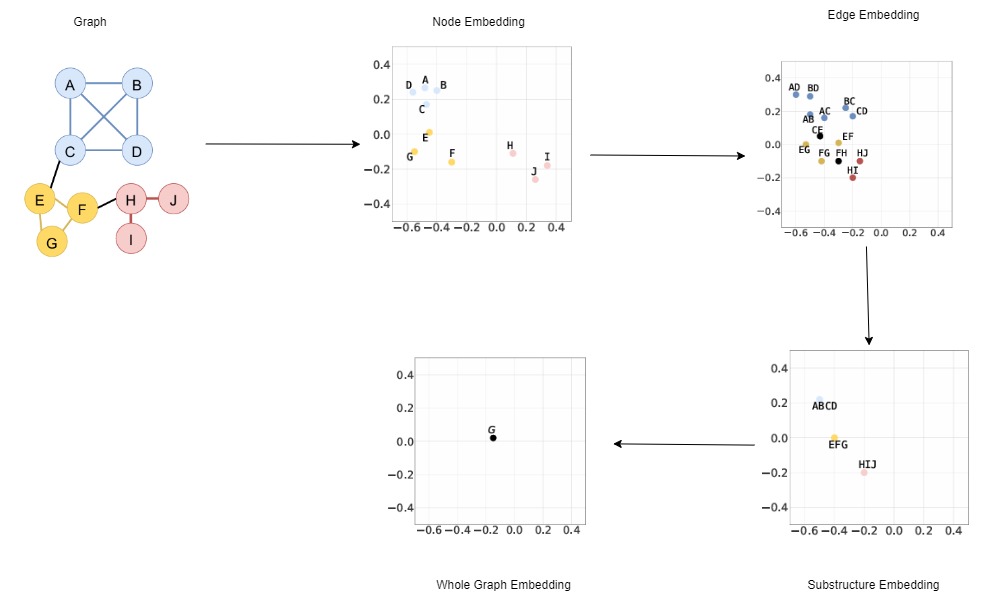 Graph
Node Embedding
Edge Embedding
A
B
C
D
E
F
G
H
J
I
0.4
0.2
0.0
−0.2
−0.4
−0.6 −0.4 −0.2 0.0 0.2 0.4
D
A
B
C
E
G
F
H
I
J
0.4
0.2
0.0
−0.2
−0.4
−0.6 −0.4 −0.2 0.0 0.2 0.4
AD
BD
BC
AB
AC
CD
CE
EF
EG
FG
FH
HJ
HI
0.4
0.2
0.0
−0.2
−0.4
−0.6 −0.4 −0.2 0.0 0.2 0.4
G
0.4
0.2
0.0
−0.2
−0.4
−0.6 −0.4 −0.2 0.0 0.2 0.4
ABCD
EFG
HIJ
Whole Graph Embedding
Substructure Embedding